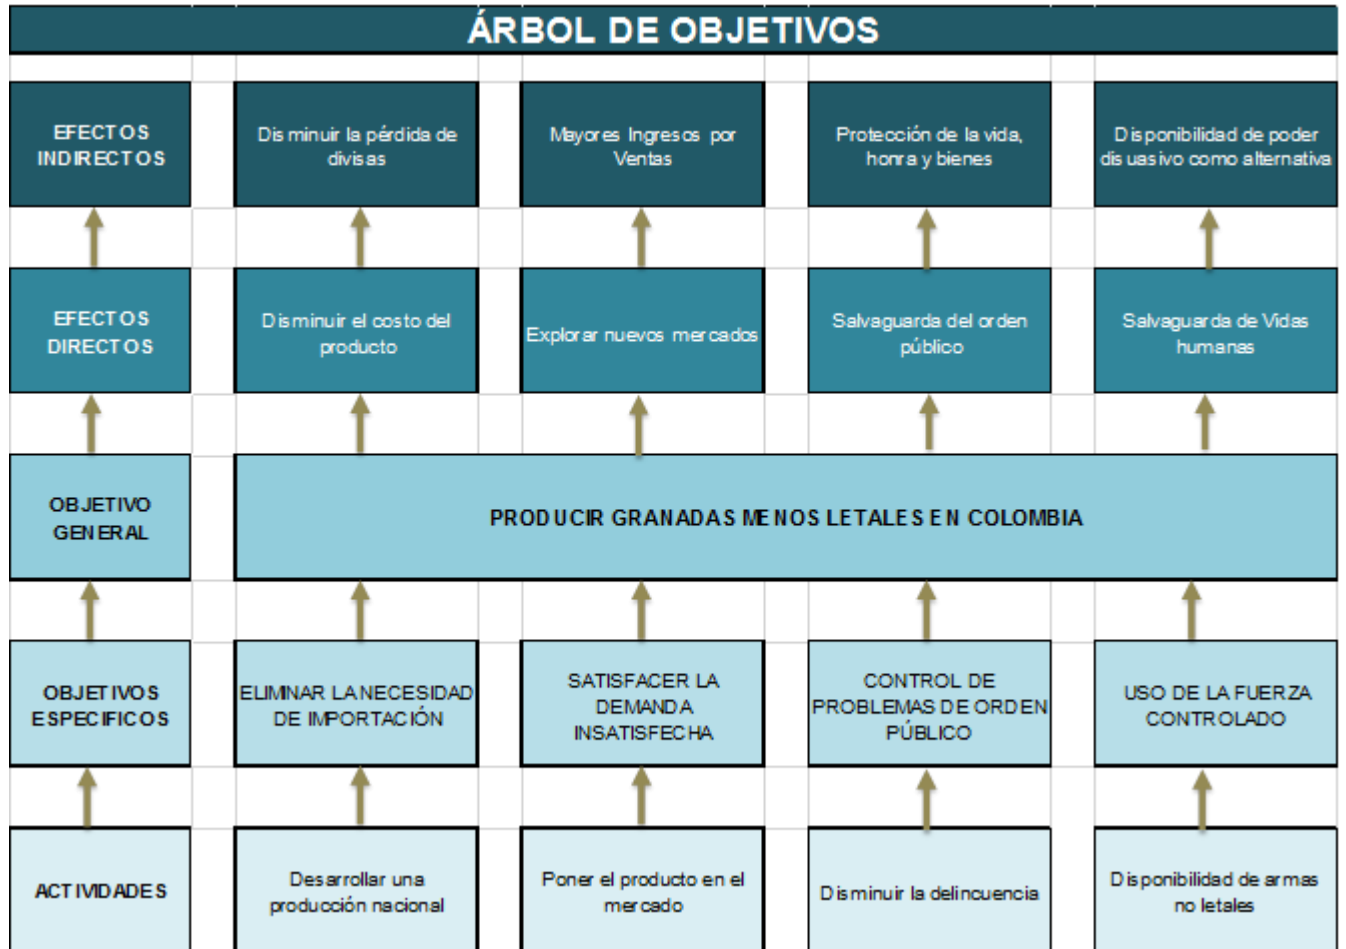 ÁRBOL DE OBJETIVOS
EFECTOS
INDIRECTOS
Disminuir la pérdida de
divisas
Mayores Ingresos por
Ventas
Protección de la vida,
honra y bienes
Disponibilidad de poder
disuasivo como alternativa
EFECTOS
DIRECTOS
Disminuir el costo del
producto
Explorar nuevos mercados
Salvaguarda del orden
público
Salvaguarda de Vidas
humanas
OBJETIVO
GENERAL
PRODUCIR GRANADAS MENOS LETALES EN COLOMBIA
OBJETIVOS
ESPECIFICOS
ELIMINAR LA NECESIDAD
DE IMPORTACIÓN
SATISFACER LA
DEMANDA
INSATISFECHA
CONTROL DE
PROBLEMAS DE ORDEN
PÚBLICO
USO DE LA FUERZA
CONTROLADO
ACTIVIDADES
Desarrollar una
producción nacional
Poner el producto en el
mercado
Disminuir la delincuencia
Disponibilidad de armas
no letales